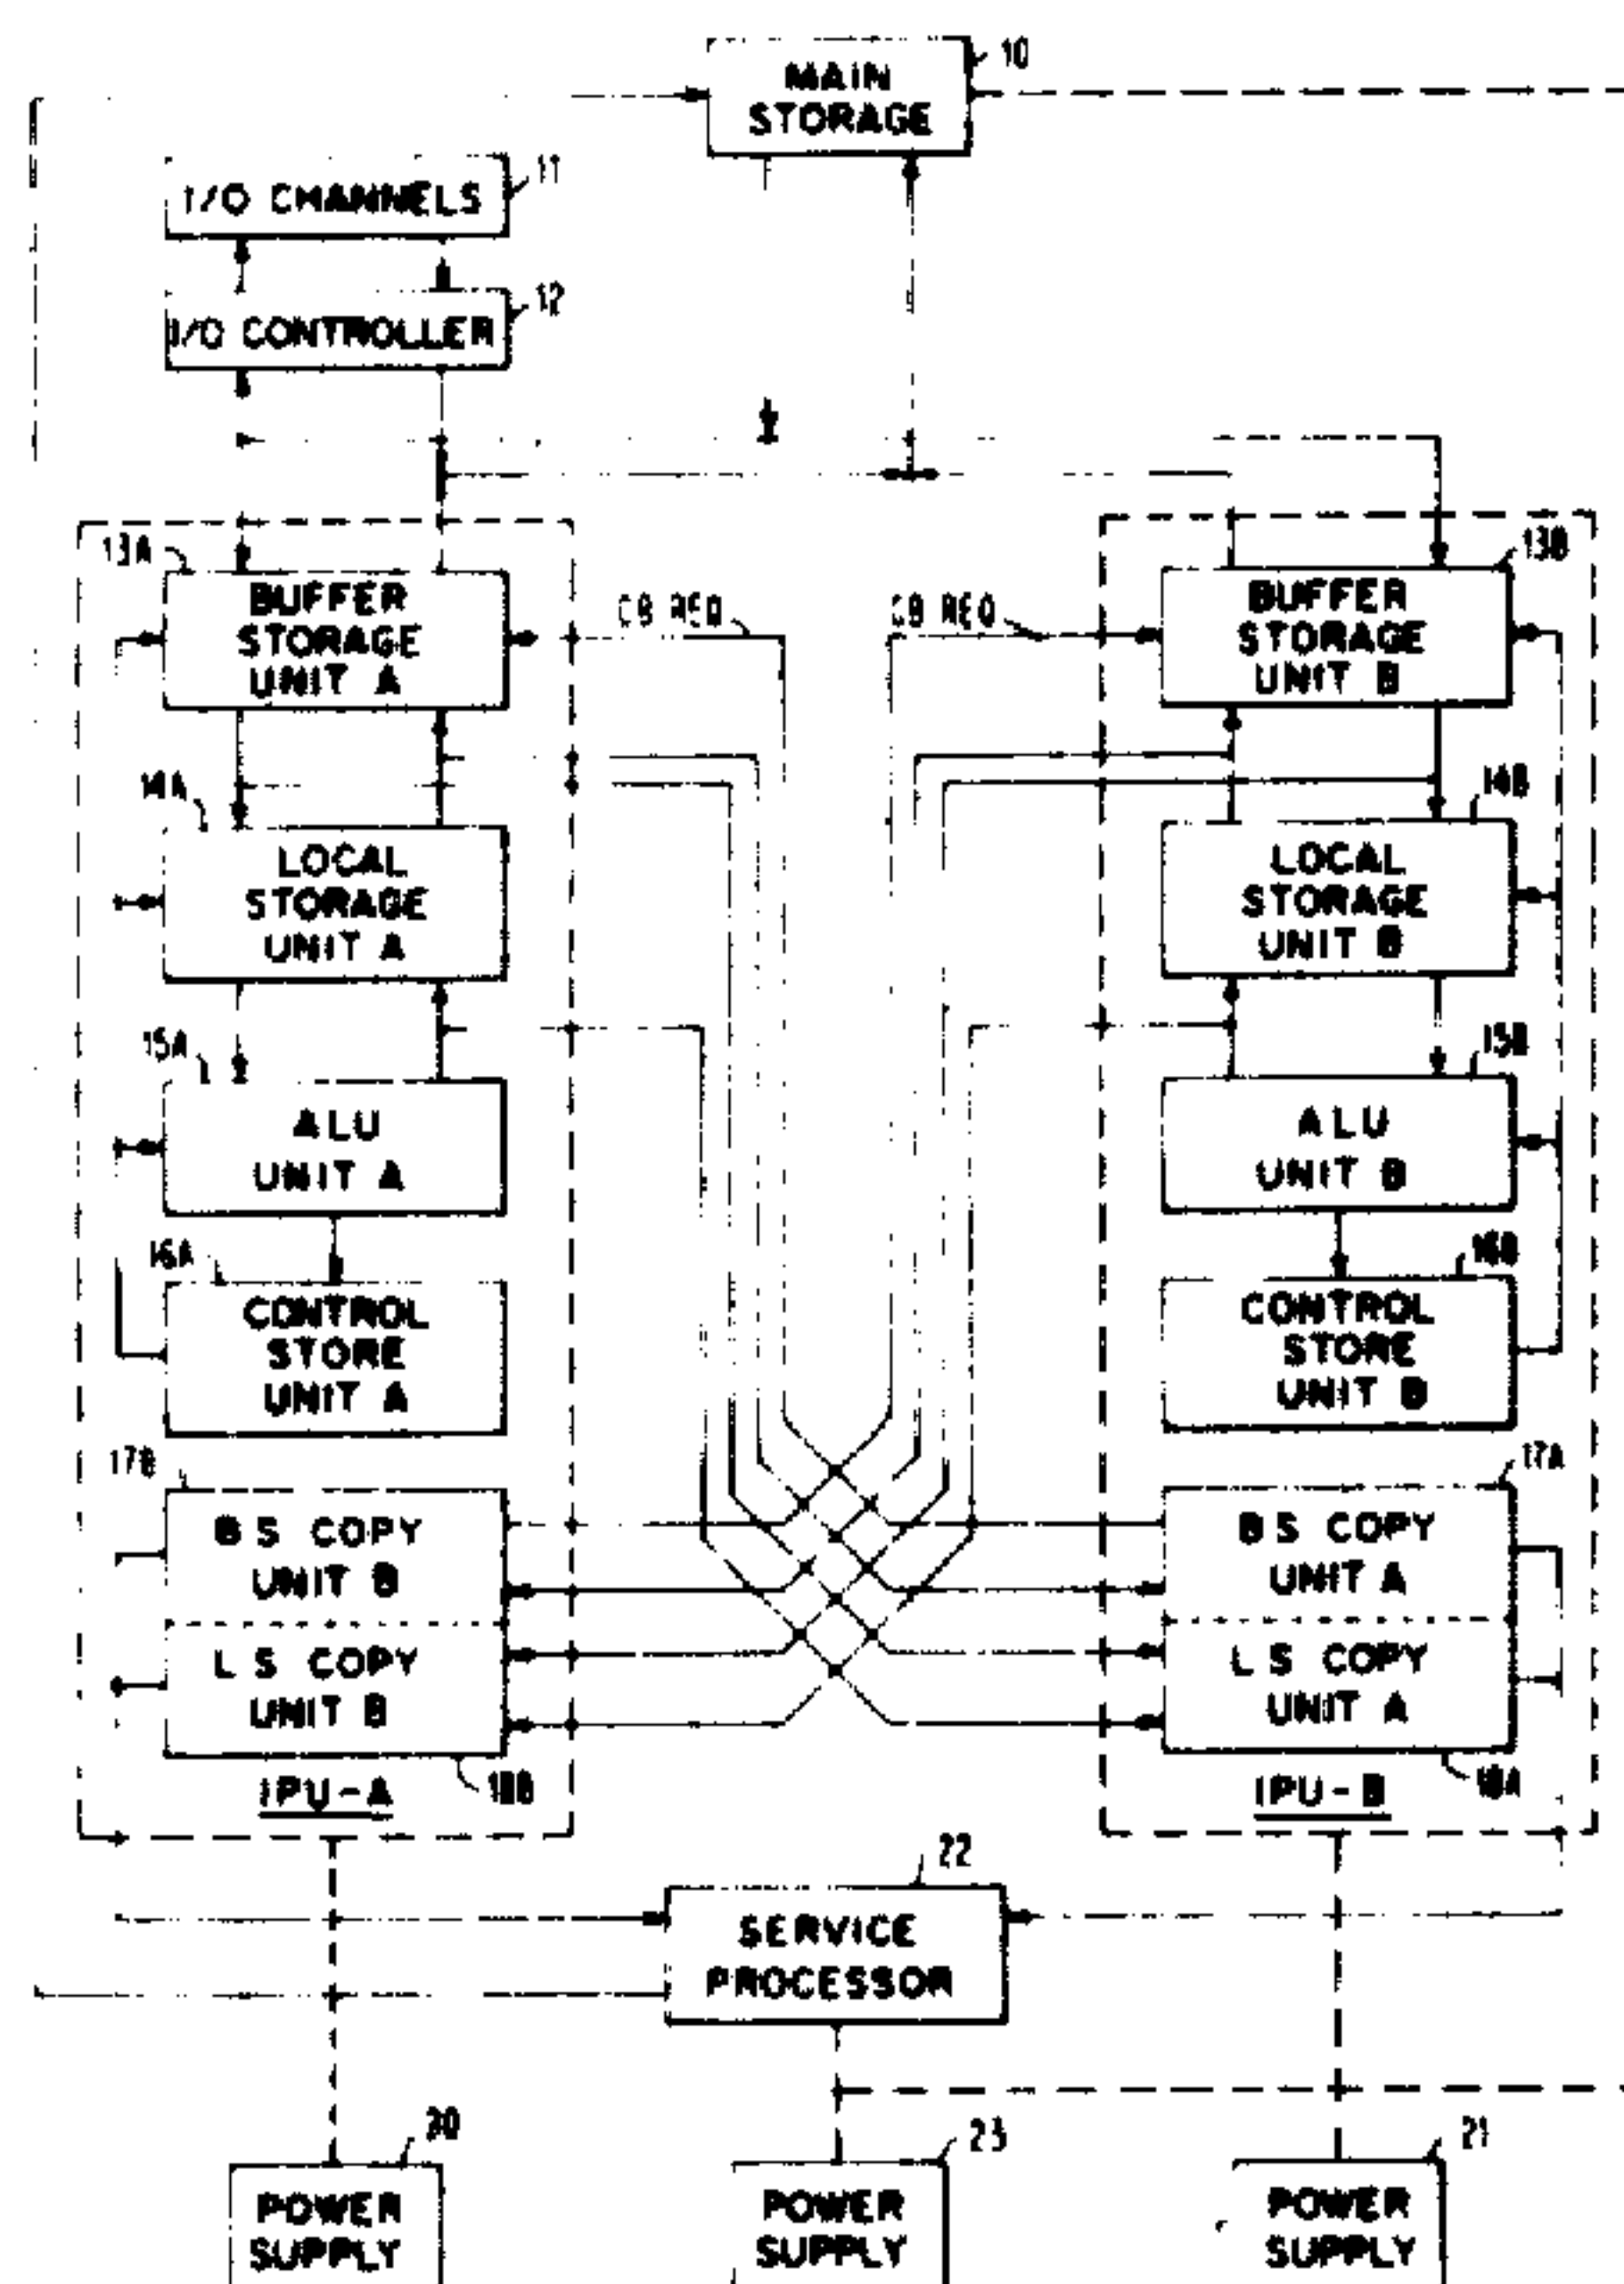 10
MAIN
STORAGE
11
I/O CHANNELS
12
I/O CONTROLLER
13A
BUFFER
STORAGE
UNIT A
CB REQ
CB REQ
13B
BUFFER
STORAGE
UNIT B
14A
LOCAL
STORAGE
UNIT A
14B
LOCAL
STORAGE
UNIT B
15A
ALU
UNIT A
15B
ALU
UNIT B
16A
CONTROL
STORE
UNIT A
16B
CONTROL
STORE
UNIT B
17B
BS COPY
UNIT B
LS COPY
UNIT B
18B
IPU-A
17A
BS COPY
UNIT A
LS COPY
UNIT A
18A
IPU-B
22
SERVICE
PROCESSOR
20
POWER
SUPPLY
23
POWER
SUPPLY
21
POWER
SUPPLY